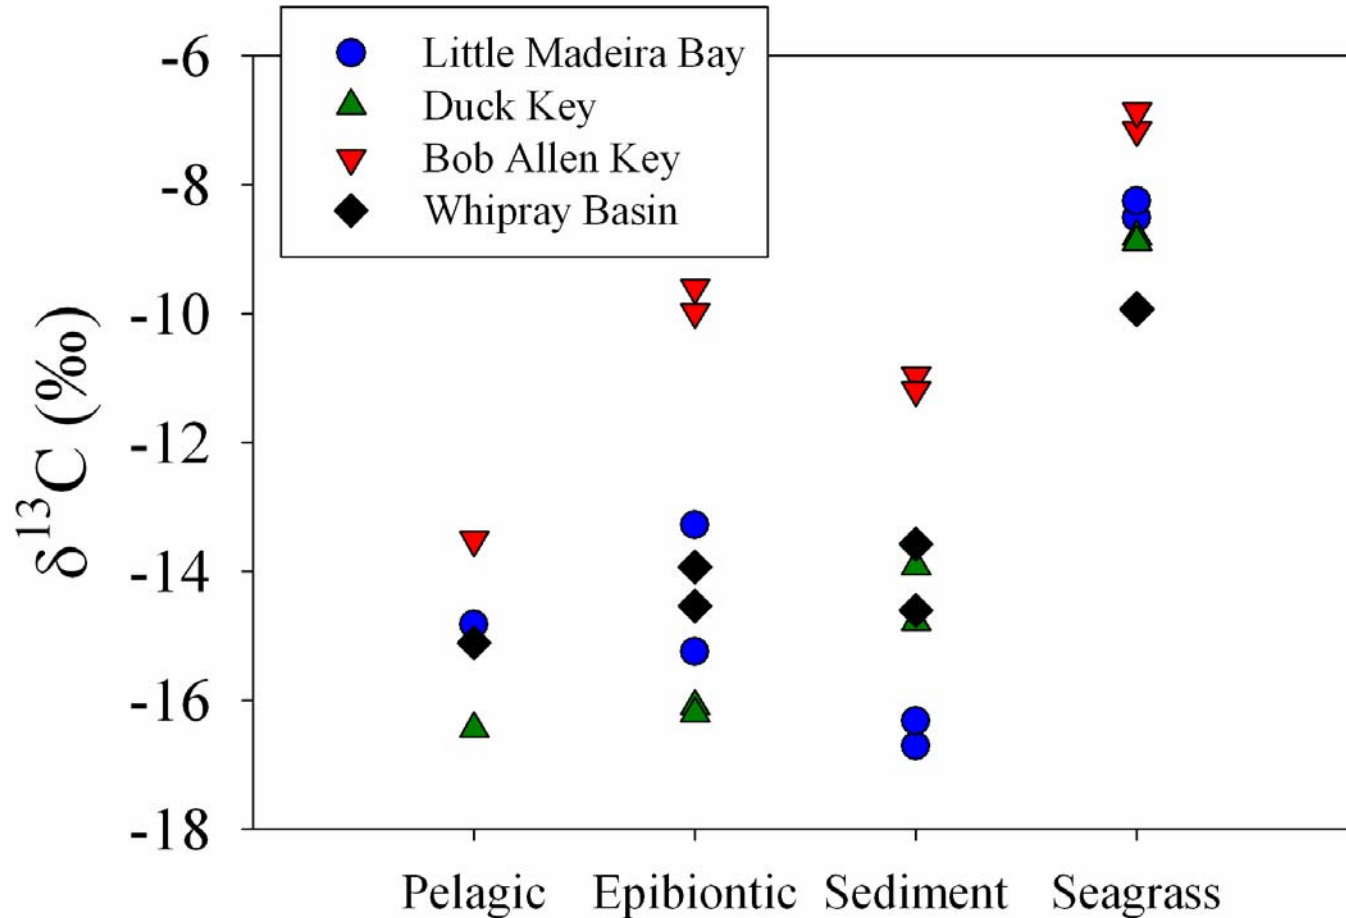 Little Madeira Bay
Duck Key
Bob Allen Key
Whipray Basin
-6
-8
-10
-12
-14
-16
-18
δ13C (‰)
Pelagic Epibiontic Sediment Seagrass